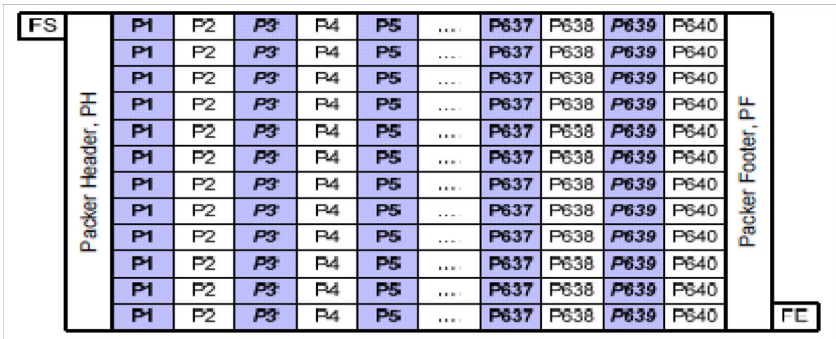 FS P1 P2 P3 P4 P5 .... P637 P638 P639 P640
P1 P2 P3 P4 P5 .... P637 P638 P639 P640
P1 P2 P3 P4 P5 .... P637 P638 P639 P640
P1 P2 P3 P4 P5 .... P637 P638 P639 P640
P1 P2 P3 P4 P5 .... P637 P638 P639 P640
P1 P2 P3 P4 P5 .... P637 P638 P639 P640
P1 P2 P3 P4 P5 .... P637 P638 P639 P640
P1 P2 P3 P4 P5 .... P637 P638 P639 P640
P1 P2 P3 P4 P5 .... P637 P638 P639 P640
P1 P2 P3 P4 P5 .... P637 P638 P639 P640
P1 P2 P3 P4 P5 .... P637 P638 P639 P640
P1 P2 P3 P4 P5 .... P637 P638 P639 P640 FE
Packer Header, PH
Packer Footer, PF